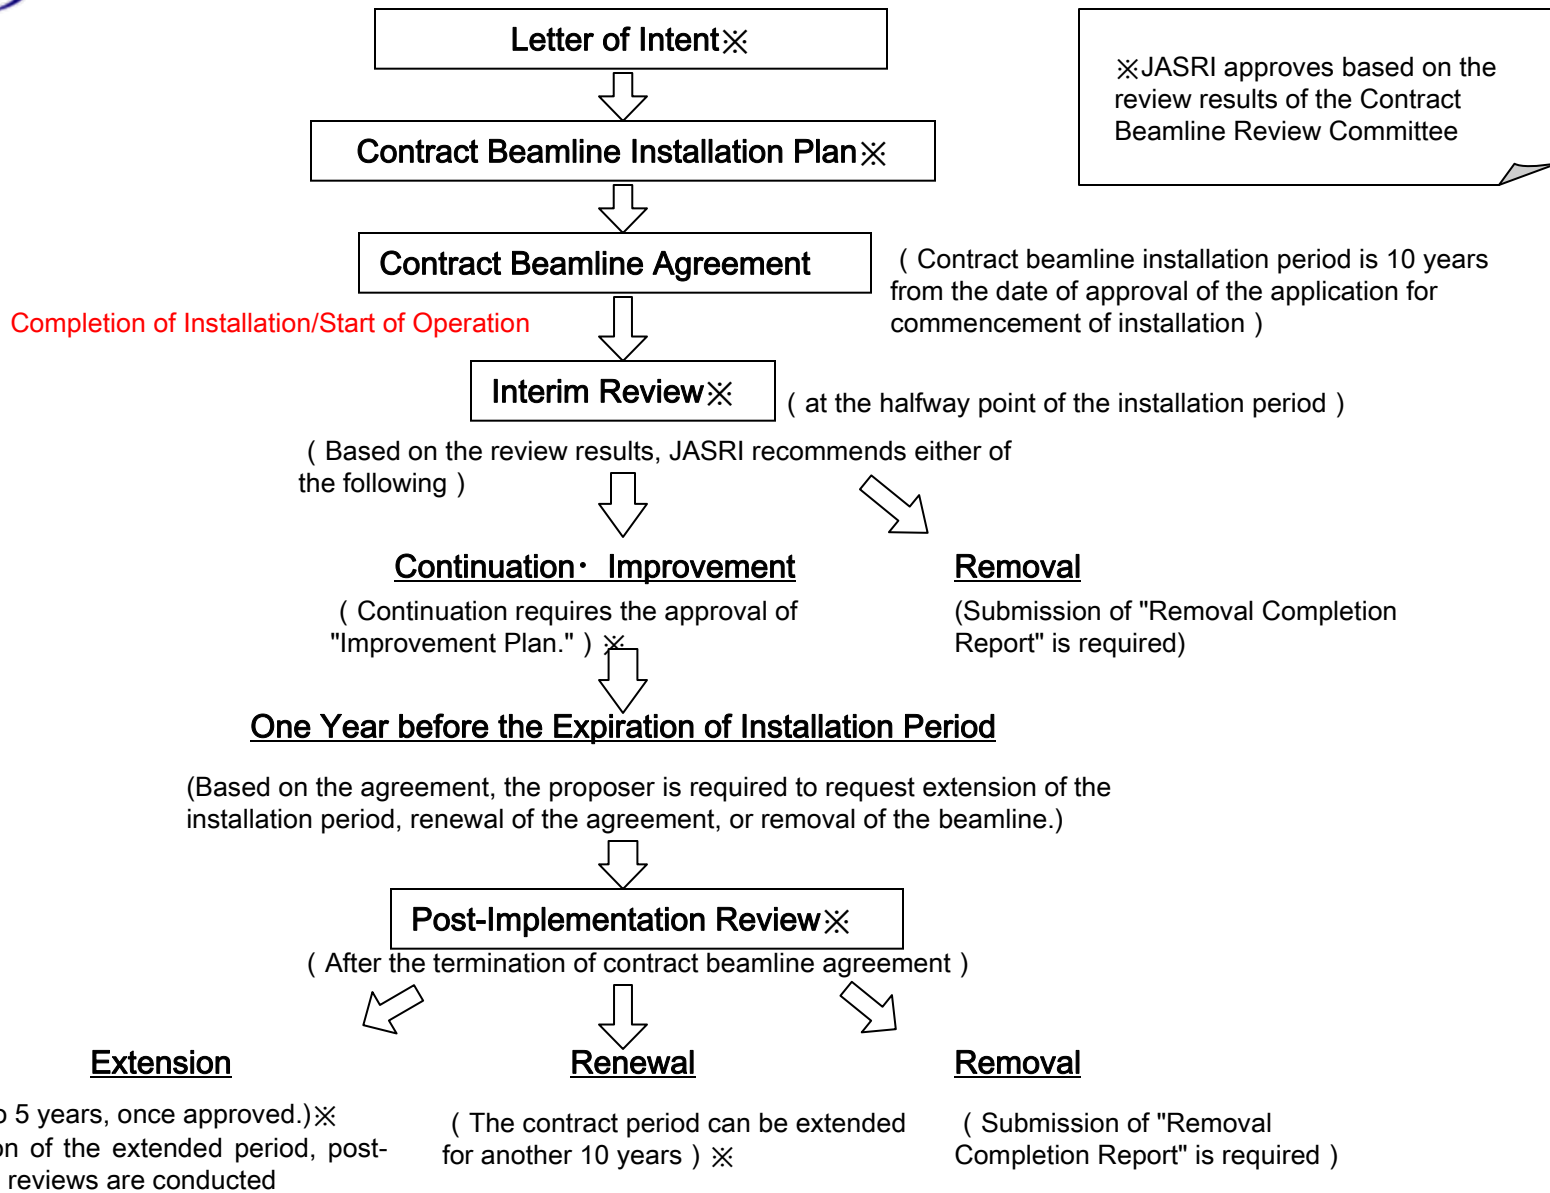 Letter of Intent※
※JASRI approves based on the
review results of the Contract
Beamline Review Committee
Contract Beamline Installation Plan※
Contract Beamline Agreement
( Contract beamline installation period is 10 years
from the date of approval of the application for
commencement of installation )
Completion of Installation/Start of Operation
Interim Review※
( at the halfway point of the installation period )
( Based on the review results, JASRI recommends either of
the following )
Continuation・ Improvement
Removal
( Continuation requires the approval of
"Improvement Plan." ) ※
(Submission of "Removal Completion
Report" is required)
One Year before the Expiration of Installation Period
(Based on the agreement, the proposer is required to request extension of the
installation period, renewal of the agreement, or removal of the beamline.)
Post-Implementation Review※
( After the termination of contract beamline agreement )
Extension
Renewal
Removal
5 years, once approved.)※
of the extended period, post-
reviews are conducted
( The contract period can be extended
for another 10 years ) ※
( Submission of "Removal
Completion Report" is required )